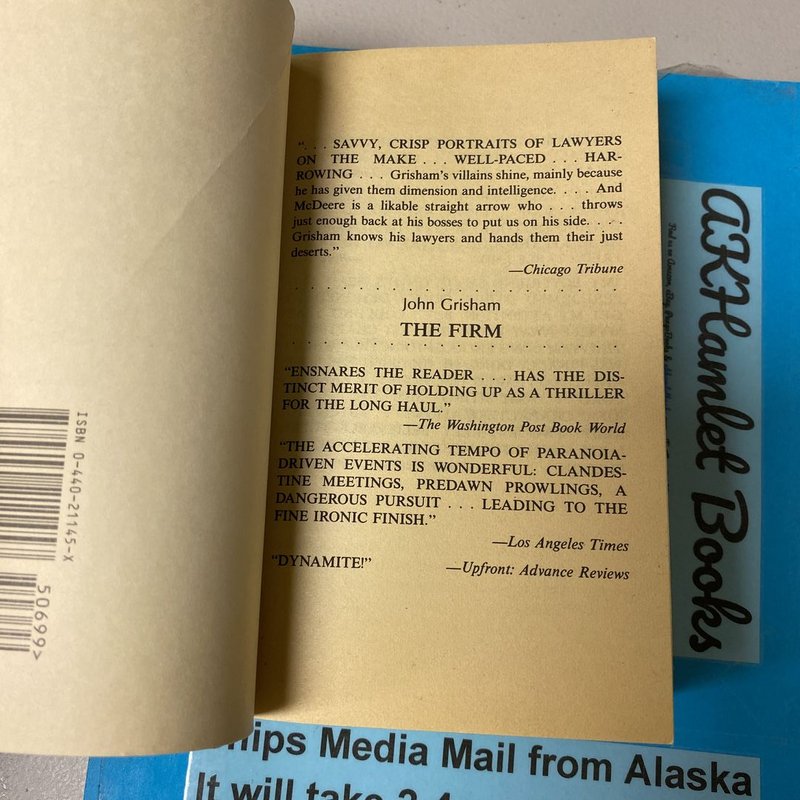 “. . . SAVVY, CRISP PORTRAITS OF LAWYERS
ON THE MAKE . . . WELL-PACED . . . HAR-
ROWING . . . Grisham’s villains shine, mainly because
he has given them dimension and intelligence. . . . And
McDeere is a likable straight arrow who . . . throws
just enough back at his bosses to put us on his side. . . .
Grisham knows his lawyers and hands them their just
deserts.”
—Chicago Tribune
John Grisham
THE FIRM
“ENSNARES THE READER . . . HAS THE DIS-
TINCT MERIT OF HOLDING UP AS A THRILLER
FOR THE LONG HAUL.”
—The Washington Post Book World
“THE ACCELERATING TEMPO OF PARANOIA-
DRIVEN EVENTS IS WONDERFUL: CLANDES-
TINE MEETINGS, PREDAWN PROWLINGS, A
DANGEROUS PURSUIT . . . LEADING TO THE
FINE IRONIC FINISH.”
—Los Angeles Times
“DYNAMITE!” —Upfront: Advance Reviews
ISBN 0-440-21145-X
50699>
AKHamlet Books
Ships Media Mail from Alaska
It will take